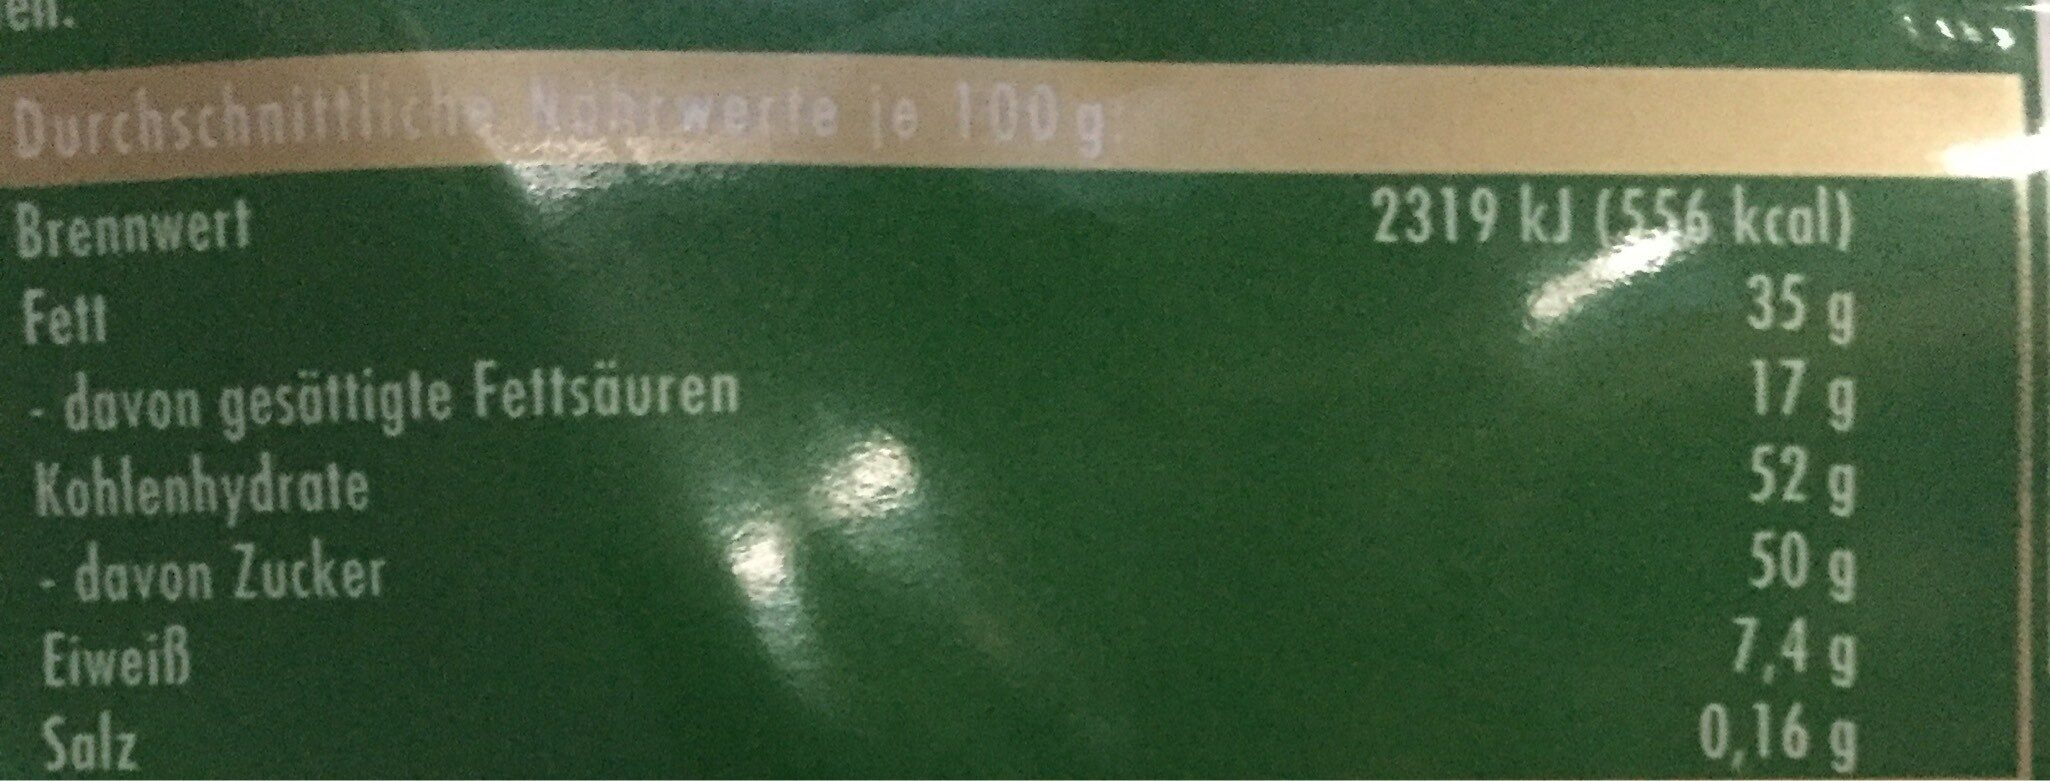 en.
Durchschnittliche Nährwerte je 100 g:
Brennwert 2319 kJ (556 kcal)
Fett 35 g
- davon gesättigte Fettsäuren 17 g
Kohlenhydrate 52 g
- davon Zucker 50 g
Eiweiß 7,4 g
Salz 0,16 g